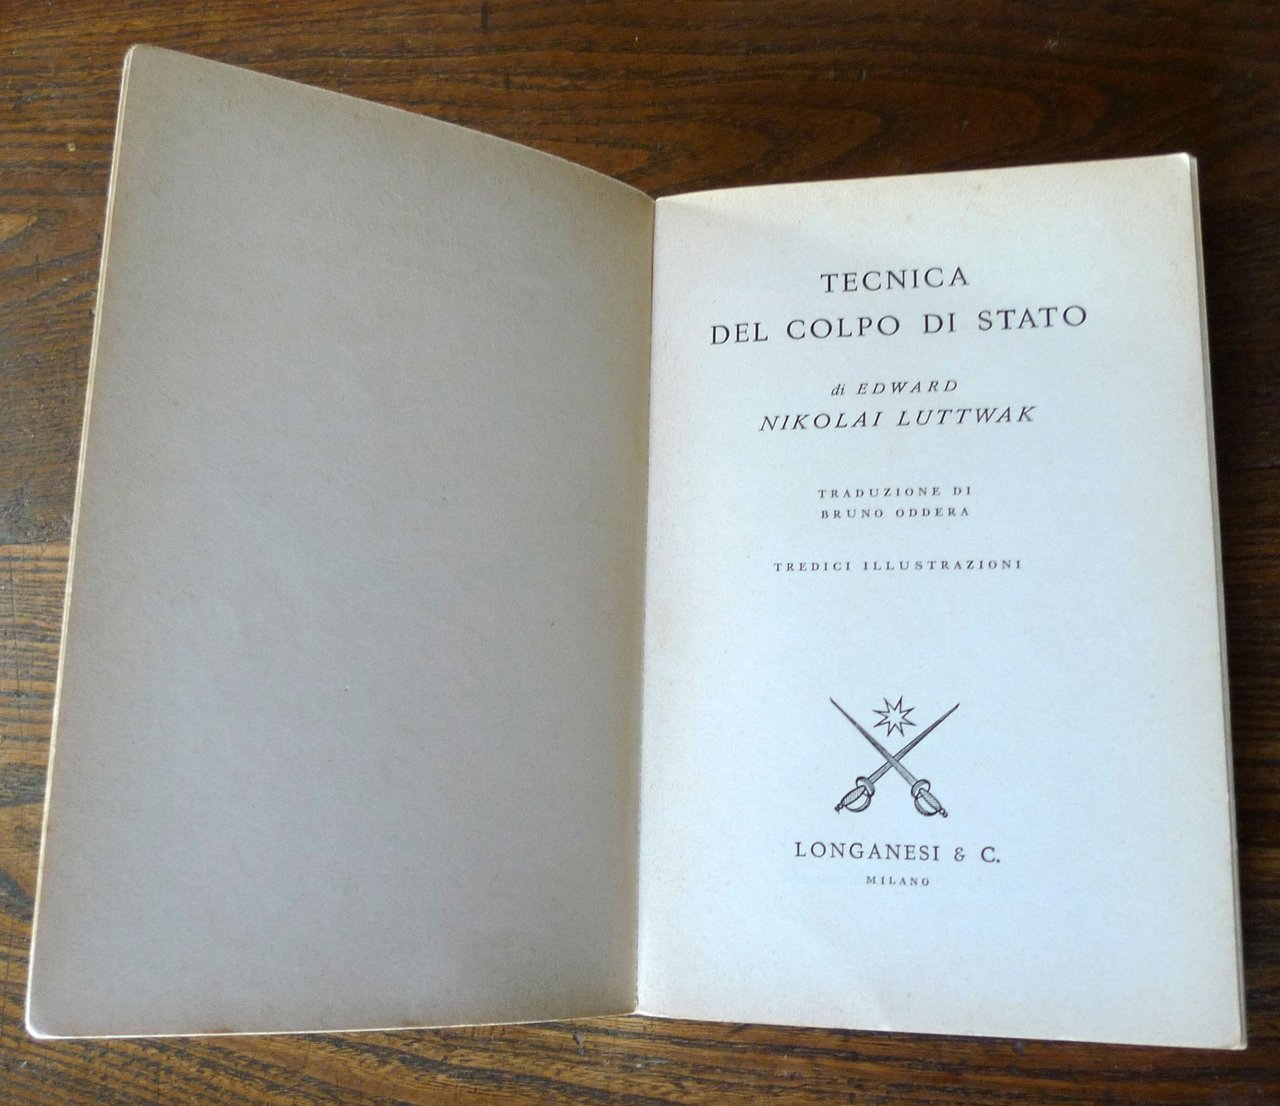 TECNICA
DEL COLPO DI STATO
di EDWARD
NIKOLAI LUTTWAK
TRADUZIONE DI
BRUNO ODDERA
TREDICI ILLUSTRAZIONI
LONGANESI & C.
MILANO